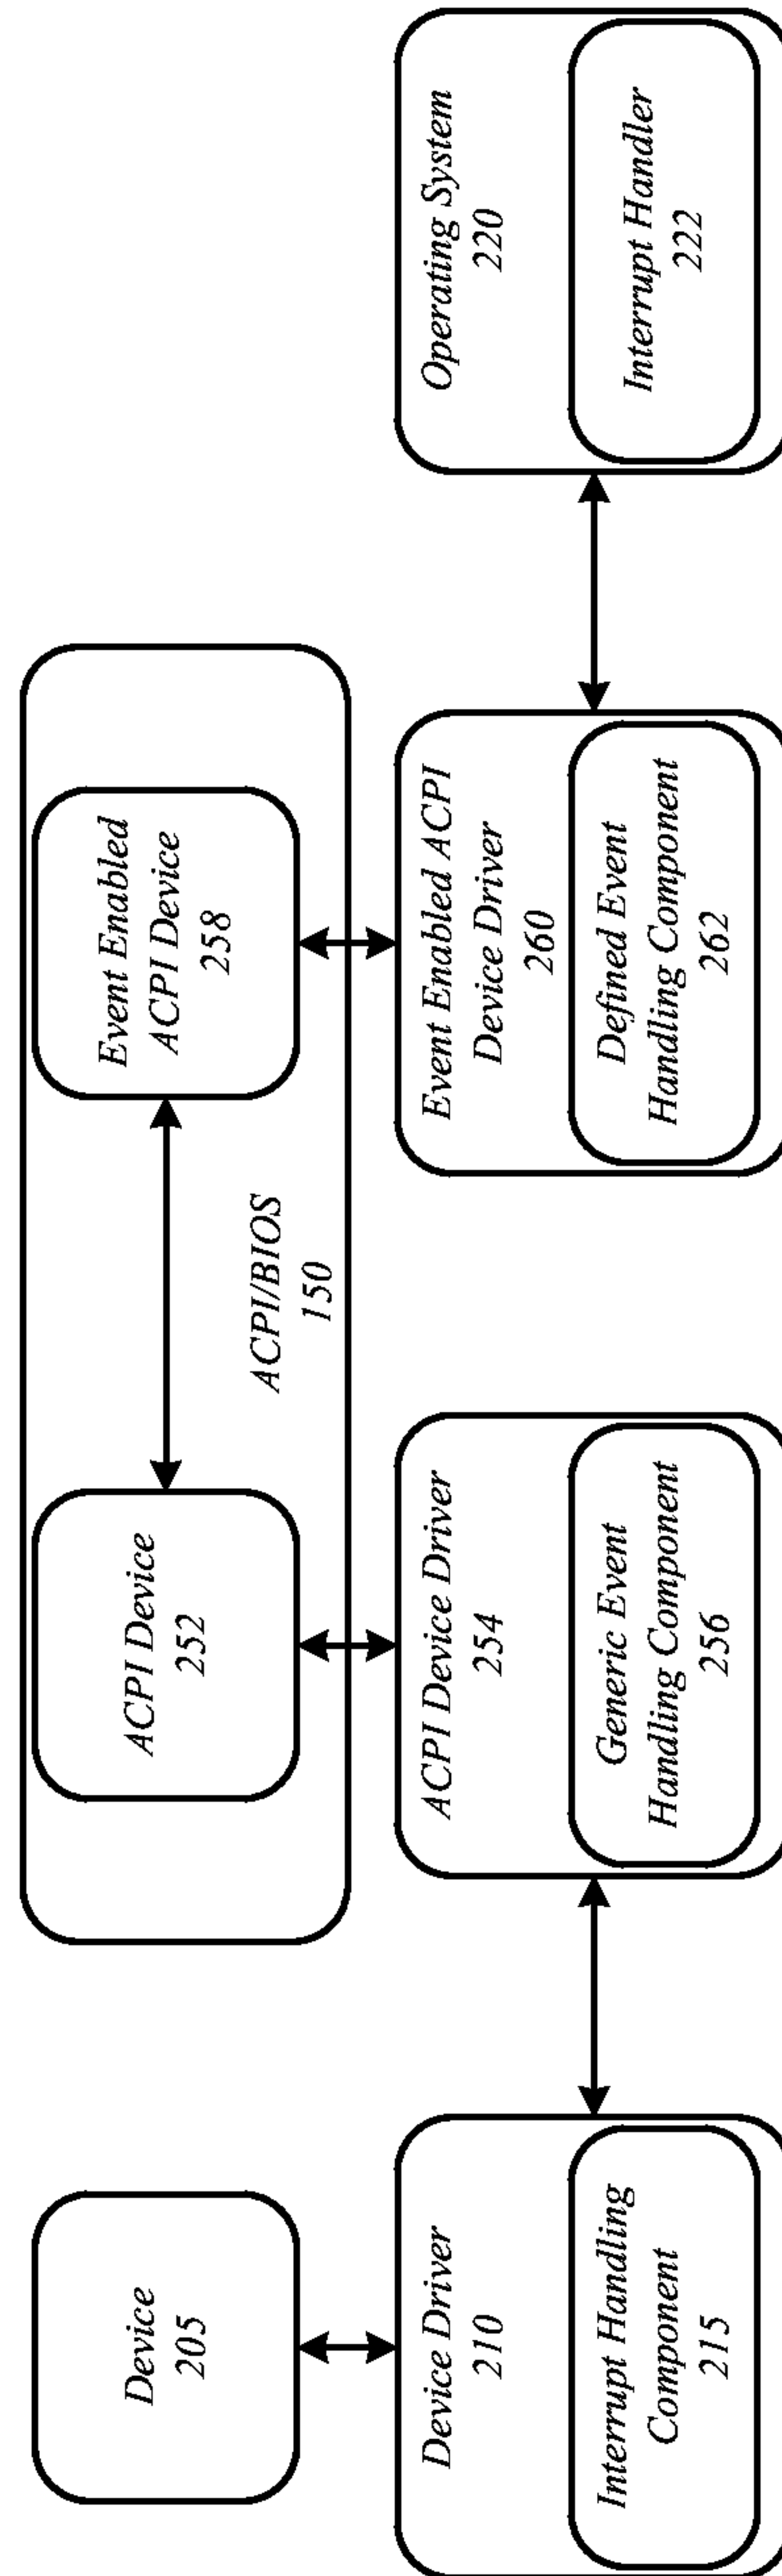 Device
205
Device Driver
210
Interrupt Handling
Component
215
ACPI Device
252
ACPI/BIOS
150
Event Enabled
ACPI Device
258
ACPI Device Driver
254
Generic Event
Handling Component
256
Event Enabled ACPI
Device Driver
260
Defined Event
Handling Component
262
Operating System
220
Interrupt Handler
222